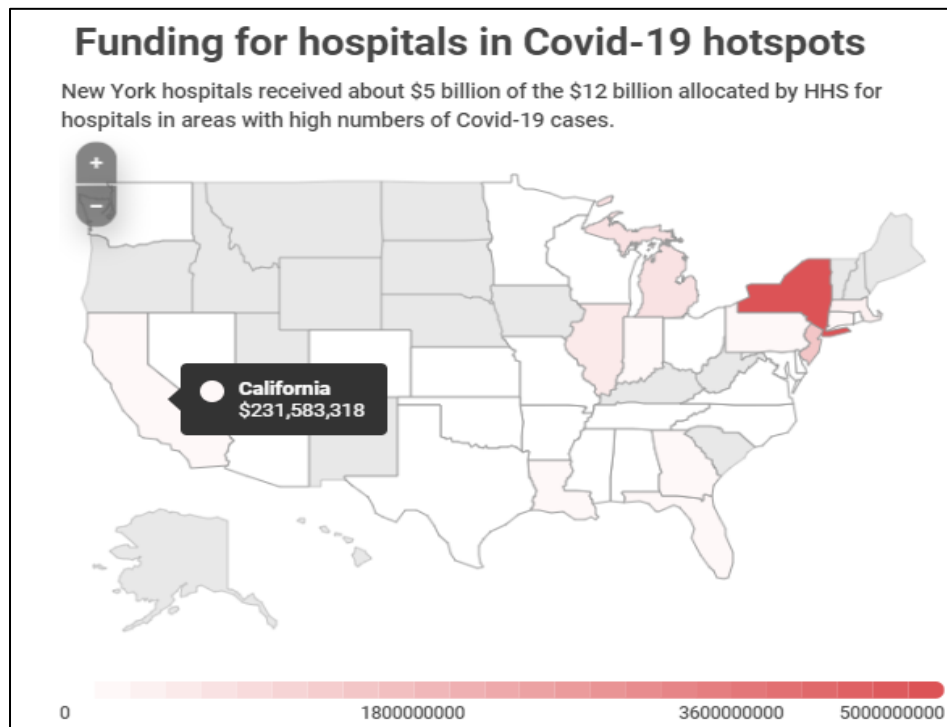 Funding for hospitals in Covid-19 hotspots
New York hospitals received about $5 billion of the $12 billion allocated by HHS for
hospitals in areas with high numbers of Covid-19 cases.
+
−
California
$231,583,318
0 1800000000 3600000000 5000000000